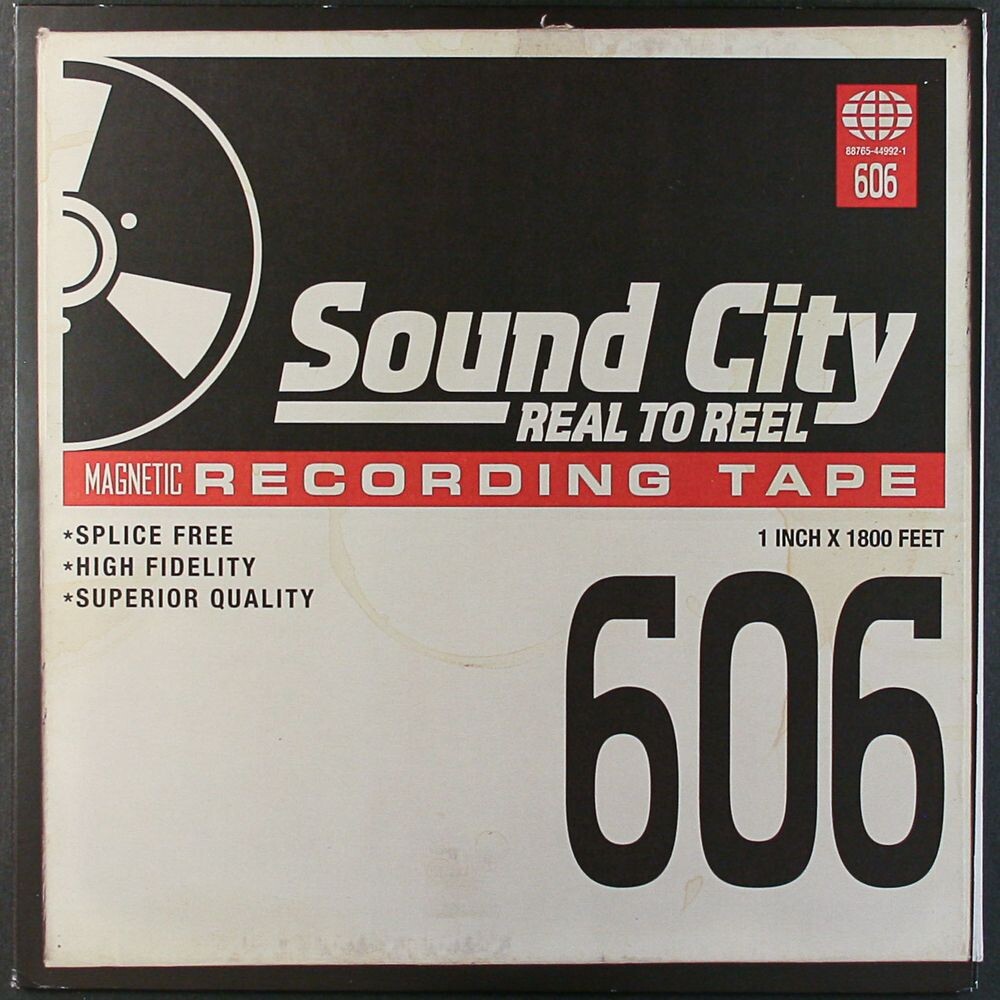 88765-44992-1
606
Sound City
REAL TO REEL
MAGNETIC RECORDING TAPE
*SPLICE FREE
*HIGH FIDELITY
*SUPERIOR QUALITY
1 INCH X 1800 FEET
606